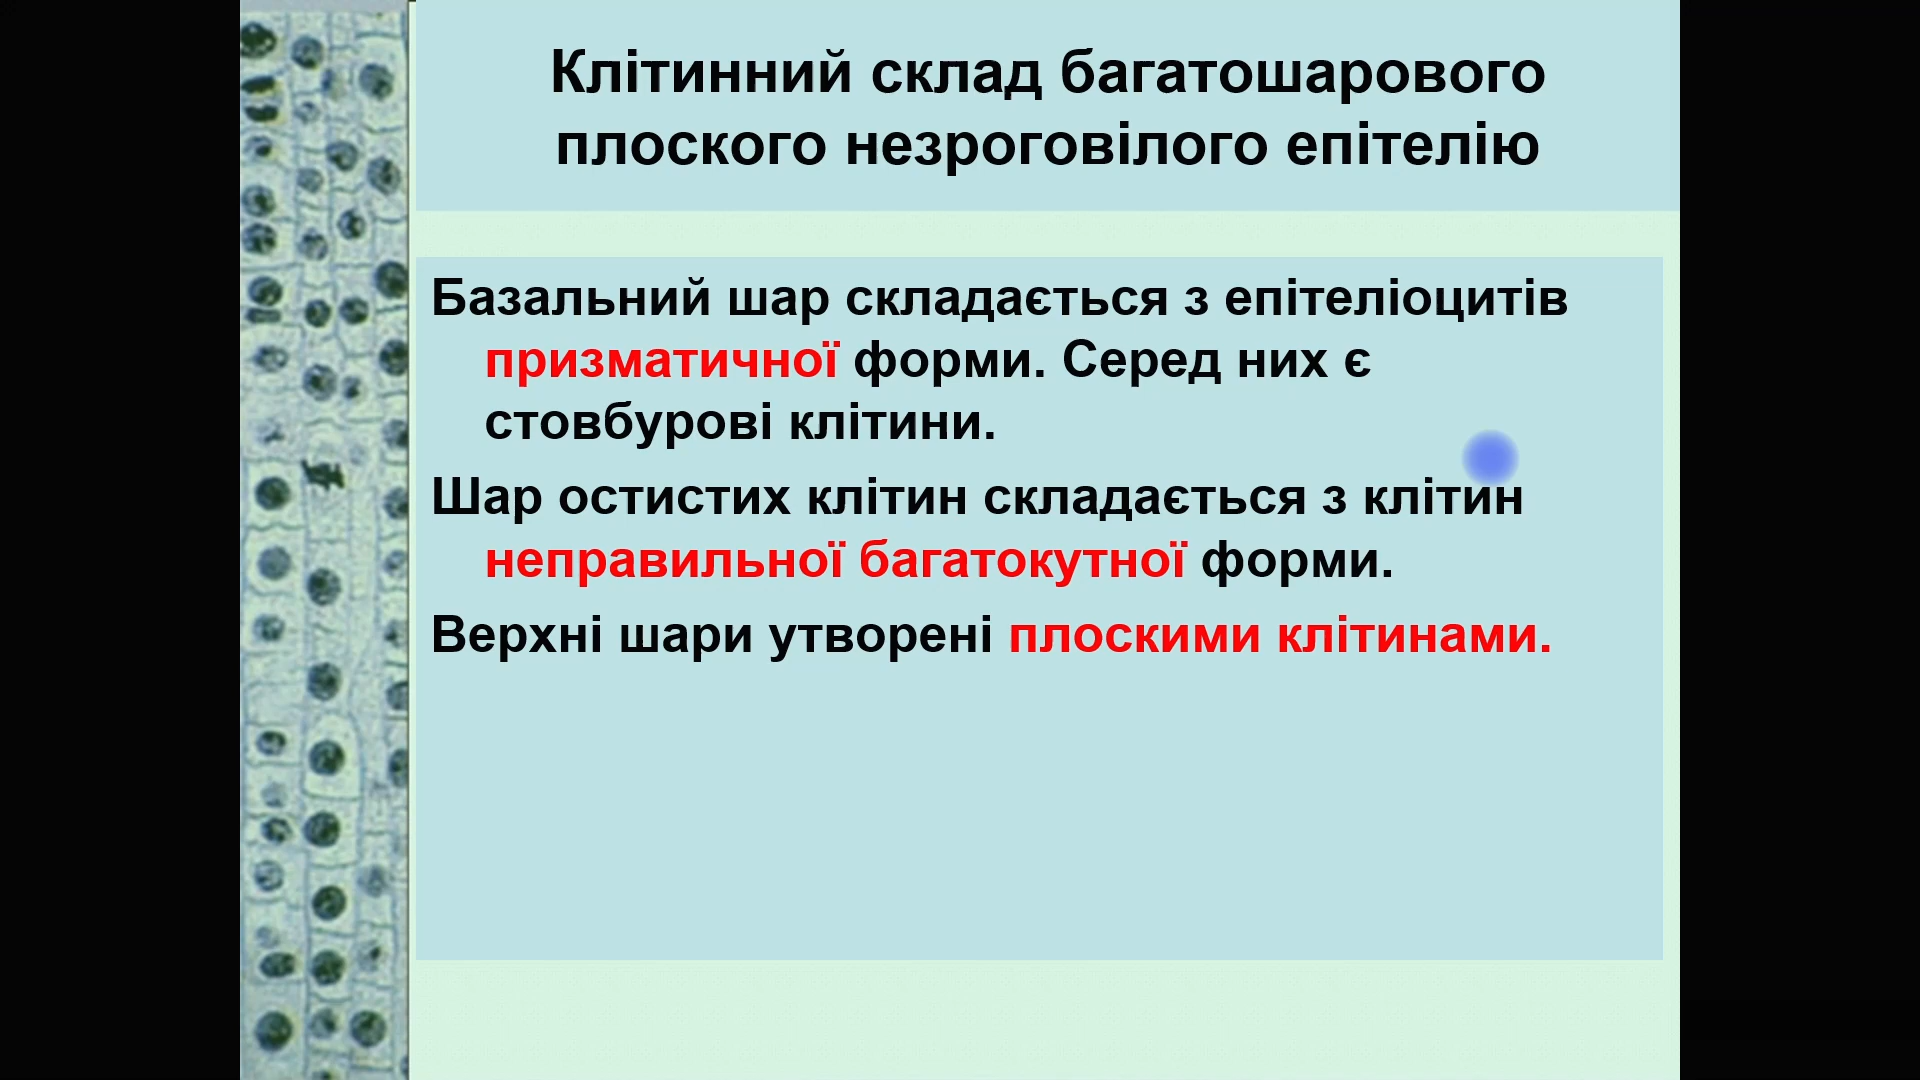 Клітинний склад багатошарового
плоского незроговілого епітелію
Базальний шар складається з епітеліоцитів
призматичної форми. Серед них є
стовбурові клітини.
Шар остистих клітин складається з клітин
неправильної багатокутної форми.
Верхні шари утворені плоскими клітинами.